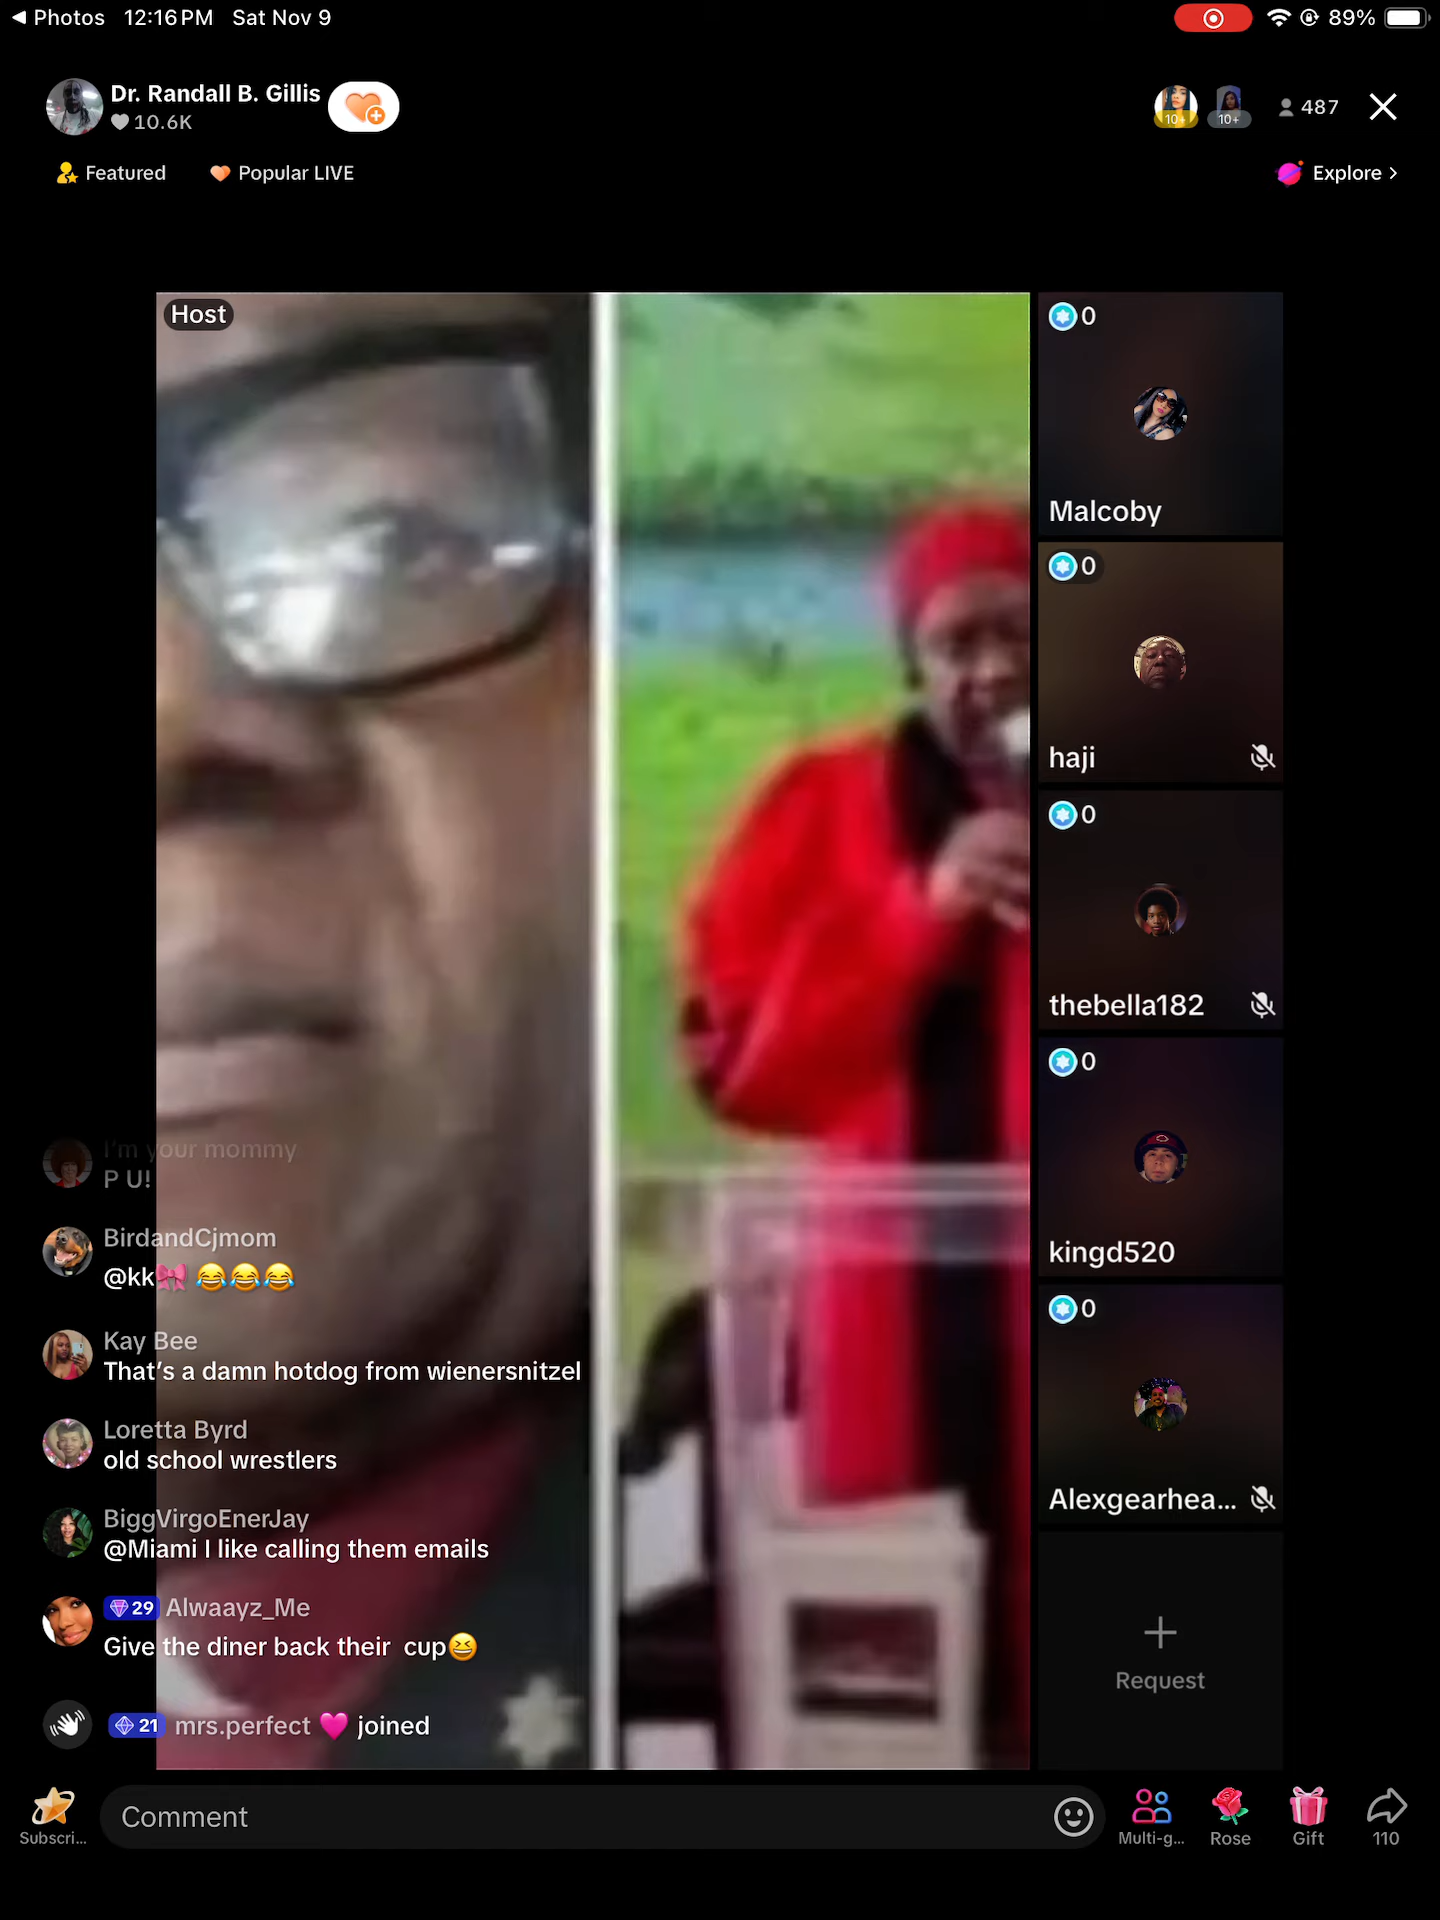 ◀ Photos 12:16 PM Sat Nov 9 89%
Dr. Randall B. Gillis
10.6K
10+ 10+ 487
Featured Popular LIVE Explore >
Host
0
Malcoby
0
haji
0
thebella182
0
kingd520
0
Alexgearhea...
+
Request
I'm your mommy
P U!
BirdandCjmom
@kk🎀 😂😂😂
Kay Bee
That's a damn hotdog from wienersnitzel
Loretta Byrd
old school wrestlers
BiggVirgoEnerJay
@Miami I like calling them emails
29 Alwaayz_Me
Give the diner back their cup😆
21 mrs.perfect 💗 joined
Subscri... Comment Multi-g... Rose Gift 110